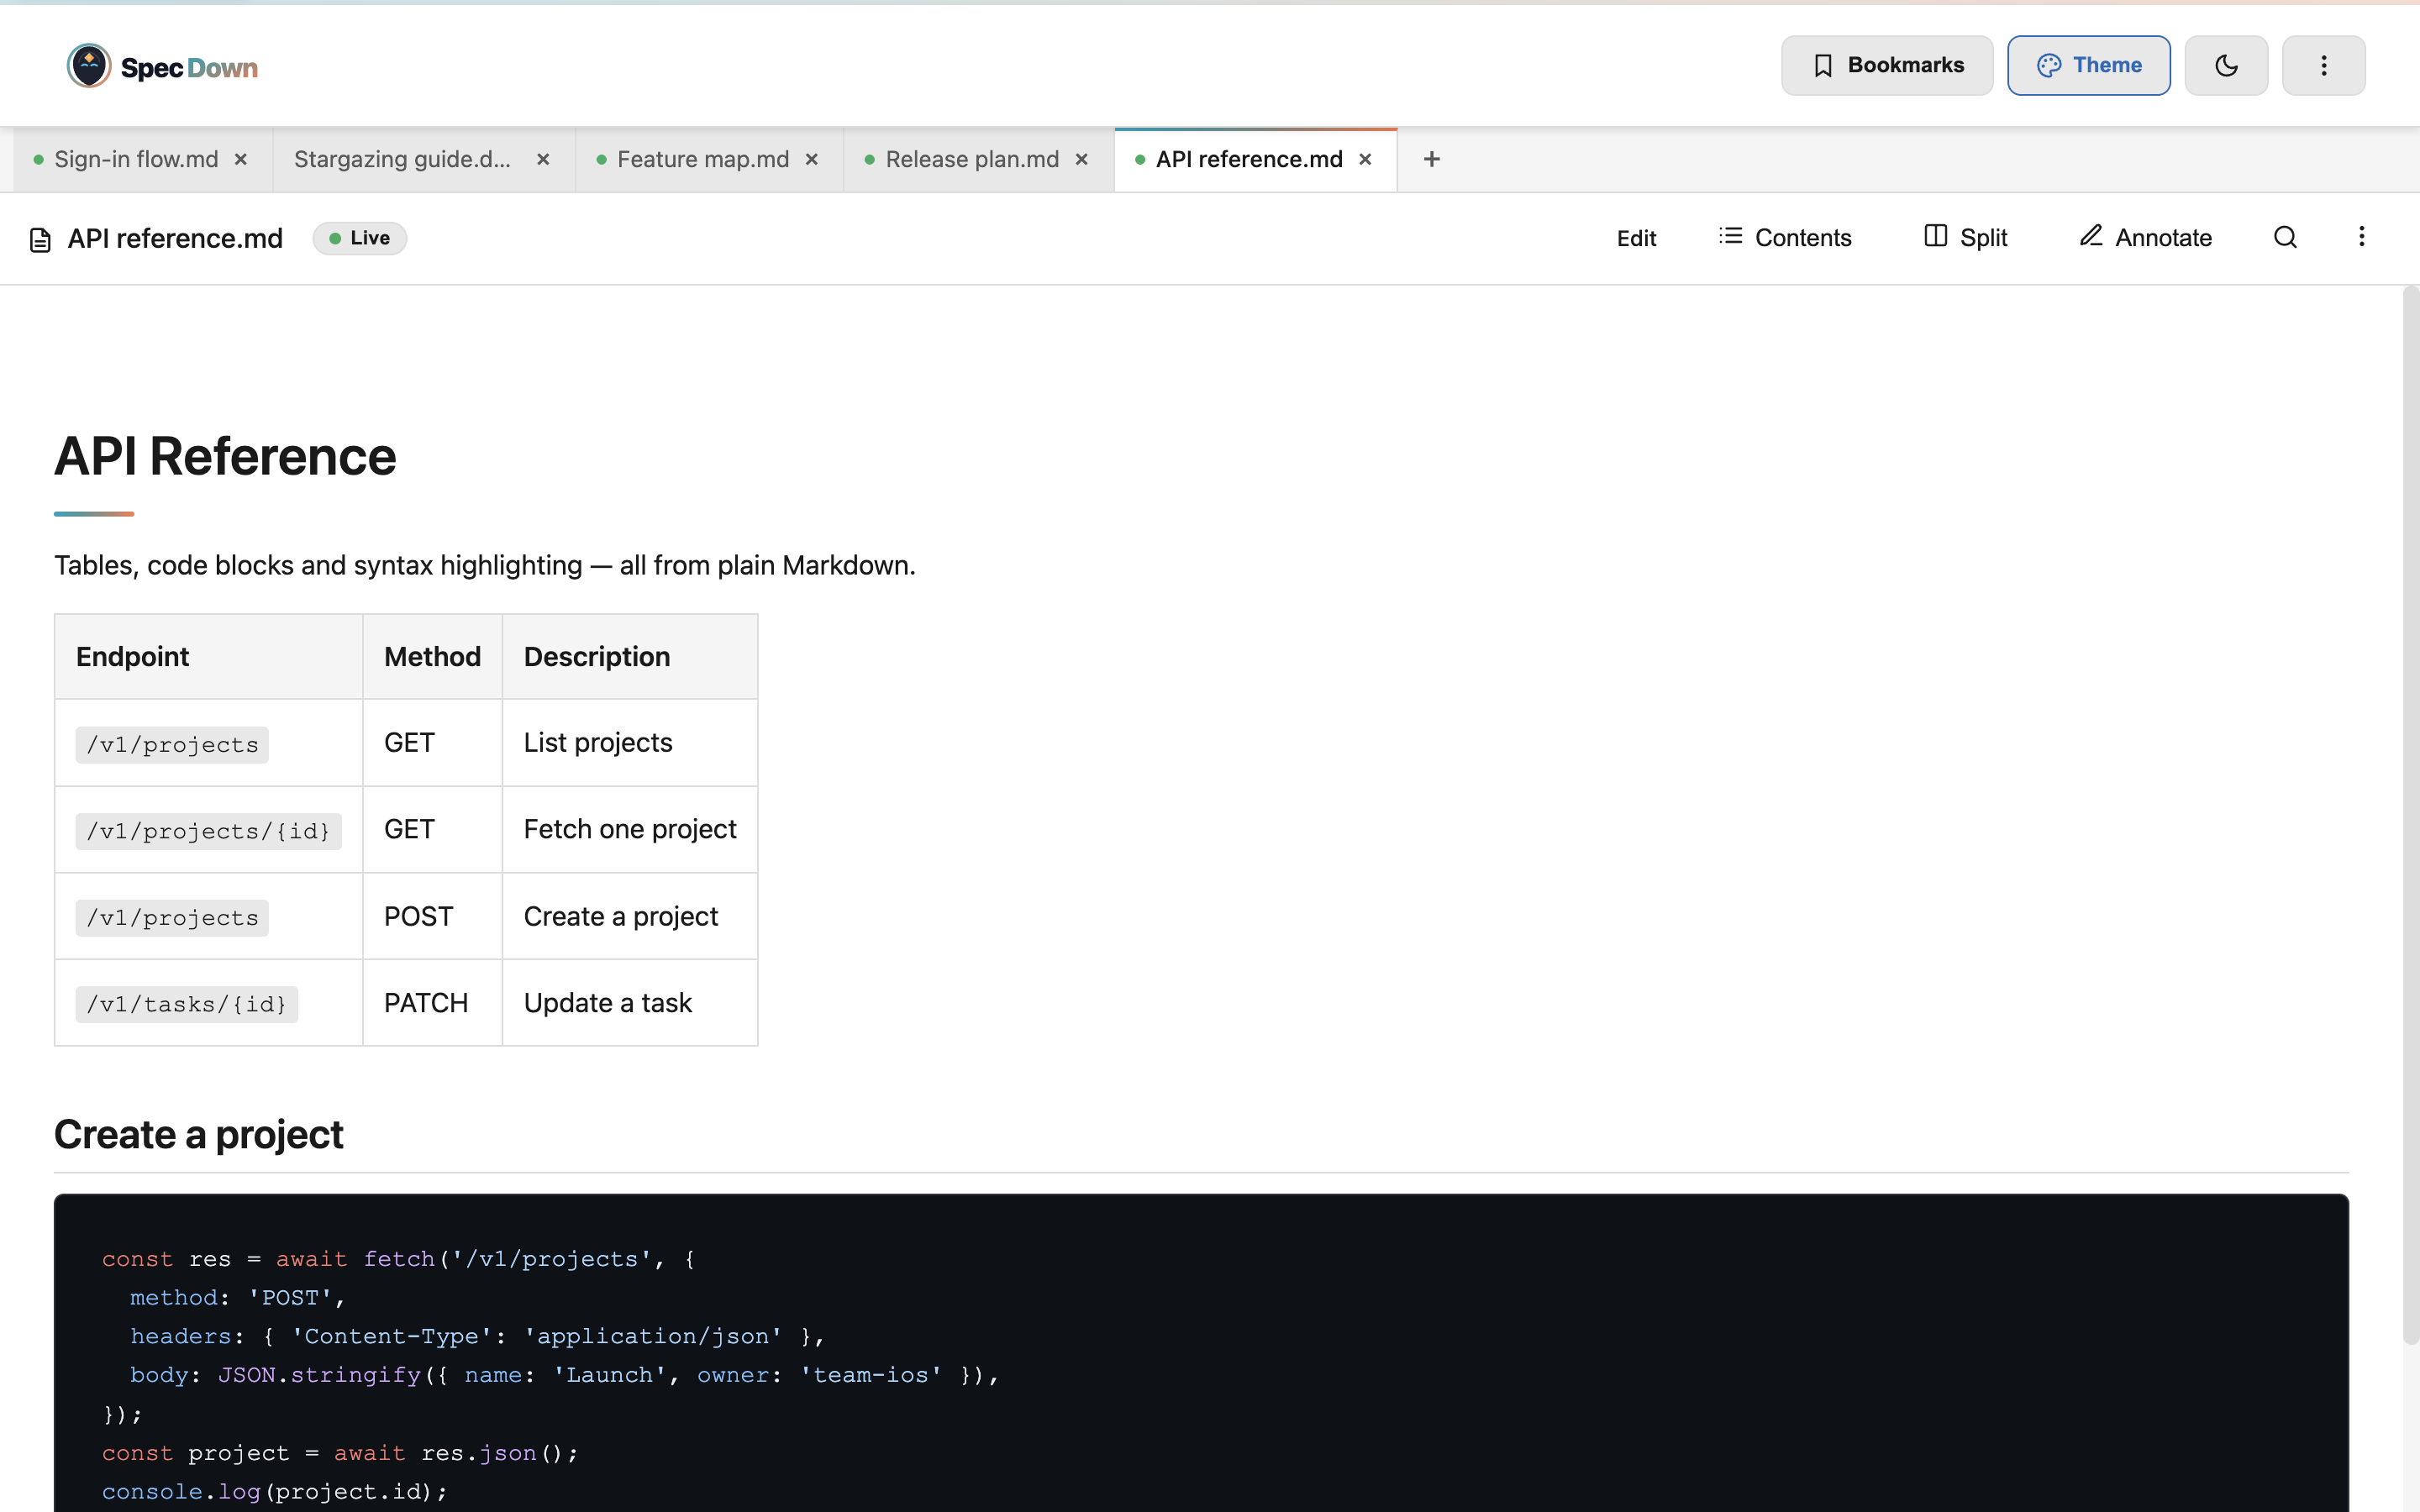 SpecDown
Bookmarks
Theme
Sign-in flow.md
Stargazing guide.d...
Feature map.md
Release plan.md
API reference.md
API reference.md
Live
Edit
Contents
Split
Annotate
API Reference
Tables, code blocks and syntax highlighting — all from plain Markdown.
Endpoint Method Description
/v1/projects GET List projects
/v1/projects/{id} GET Fetch one project
/v1/projects POST Create a project
/v1/tasks/{id} PATCH Update a task
Create a project
const res = await fetch('/v1/projects', {
  method: 'POST',
  headers: { 'Content-Type': 'application/json' },
  body: JSON.stringify({ name: 'Launch', owner: 'team-ios' }),
});
const project = await res.json();
console.log(project.id);